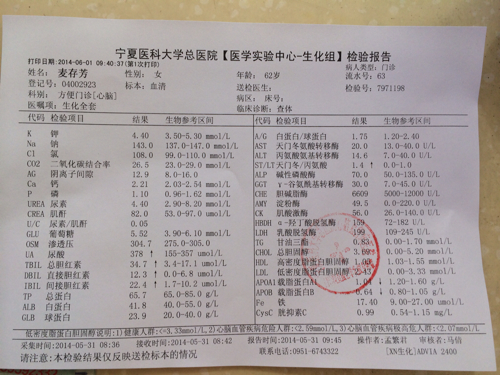 宁夏医科大学总医院【医学实验中心-生化组】检验报告
打印日期:2014-06-01 09:40:37(第1次打印) 病人类型:门诊
姓名: 麦存芳 性别: 女 年龄: 62岁 流水号: 63
登记号: 04002923 标本: 血清 送检医生: 检验号: 7971198
科别: 方便门诊[心脑] 病区: 床号:
医嘱项: 生化全套 临床诊断: 查体
代码 检验项目 结果 生物参考区间 代码 检验项目 结果 生物参考区间
K 钾 4.40 3.50-5.30 mmol/L A/G 白蛋白/球蛋白 1.75 1.20-2.40
Na 钠 143.0 137.0-147.0 mmol/L AST 天门冬氨酸转移酶 20.0 13.0-40.0 U/L
Cl 氯 108.0 99.0-110.0 mmol/L ALT 丙氨酸氨基转移酶 14.0 7.0-40.0 U/L
CO2 二氧化碳结合率 26.5 23.0-29.0 mmol/L ST/LT 天门冬/丙氨酸 1.4 ↑ 0.0-1.0
AG 阴离子间隙 12.9 8.0-16.0 ALP 碱性磷酸酶 70.0 50.0-135.0 U/L
Ca 钙 2.21 2.03-2.54 mmol/L GGT γ-谷氨酰基转移酶 30.0 7.0-45.0 U/L
P 磷 1.10 0.96-1.62 mmol/L CHE 胆碱脂酶 6609 5000-12000 U/L
UREA 尿素 4.40 2.90-8.20 mmol/L AMY 淀粉酶 49.5 0.0-220.0 U/L
CREA 肌酐 82.0 53.0-97.0 umol/L CK 肌酸激酶 56.0 26.0-140.0 U/L
U/C 尿素/肌酐 0.05 HBDH α-羟丁酸脱氢酶 159 72-182 U/L
GLU 葡萄糖 5.52 3.90-6.10 mmol/L LDH 乳酸脱氢酶 109-245 U/L
OSM 渗透压 304.7 275.0-305.0 TG 甘油三酯 0.83 0.00-1.70 mmol/L
UA 尿酸 378 ↑ 155-357 umol/L CHOL 总胆固醇 0.00-5.20 mmol/L
TBIL 总胆红素 34.7 ↑ 3.4-17.1 umol/L HDL 高密度脂蛋白胆固醇 1.03-1.55 mmol/L
DBIL 直接胆红素 12.3 ↑ 0.0-6.8 umol/L LDL 低密度脂蛋白胆固醇 0.00-3.33 mmol/L
IBIL 间接胆红素 22.4 ↑ 1.7-10.2 umol/L APOA1 载脂蛋白A1 1.20-1.60 g/L
TP 总蛋白 65.7 65.0-85.0 g/L APOB 载脂蛋白B 0.60-1.10 g/L
ALB 白蛋白 41.8 40.0-55.0 g/L Fe 铁 17.40 9.00-27.00 umol/L
GLB 球蛋白 23.9 20.0-40.0 g/L CysC 胱抑素C 0.99 0.54-1.15 mg/L
低密度脂蛋白胆固醇说明:1)健康人群:(<=3.33mmol/L;2)心脑血管疾病高危人群(<2.59mmol/L;3)心脑血管疾病极高危人群(<2.07mmol/L)
采集时间:2014-05-31 08:36 接收时间:2014-05-31 08:42 报告时间:2014-05-31 09:45 操作者:孟繁君 审核者:马俏
请注意:本检验结果仅反映送检标本的情况 联系电话:0951-6743322 [XN生化]ADVIA 2400